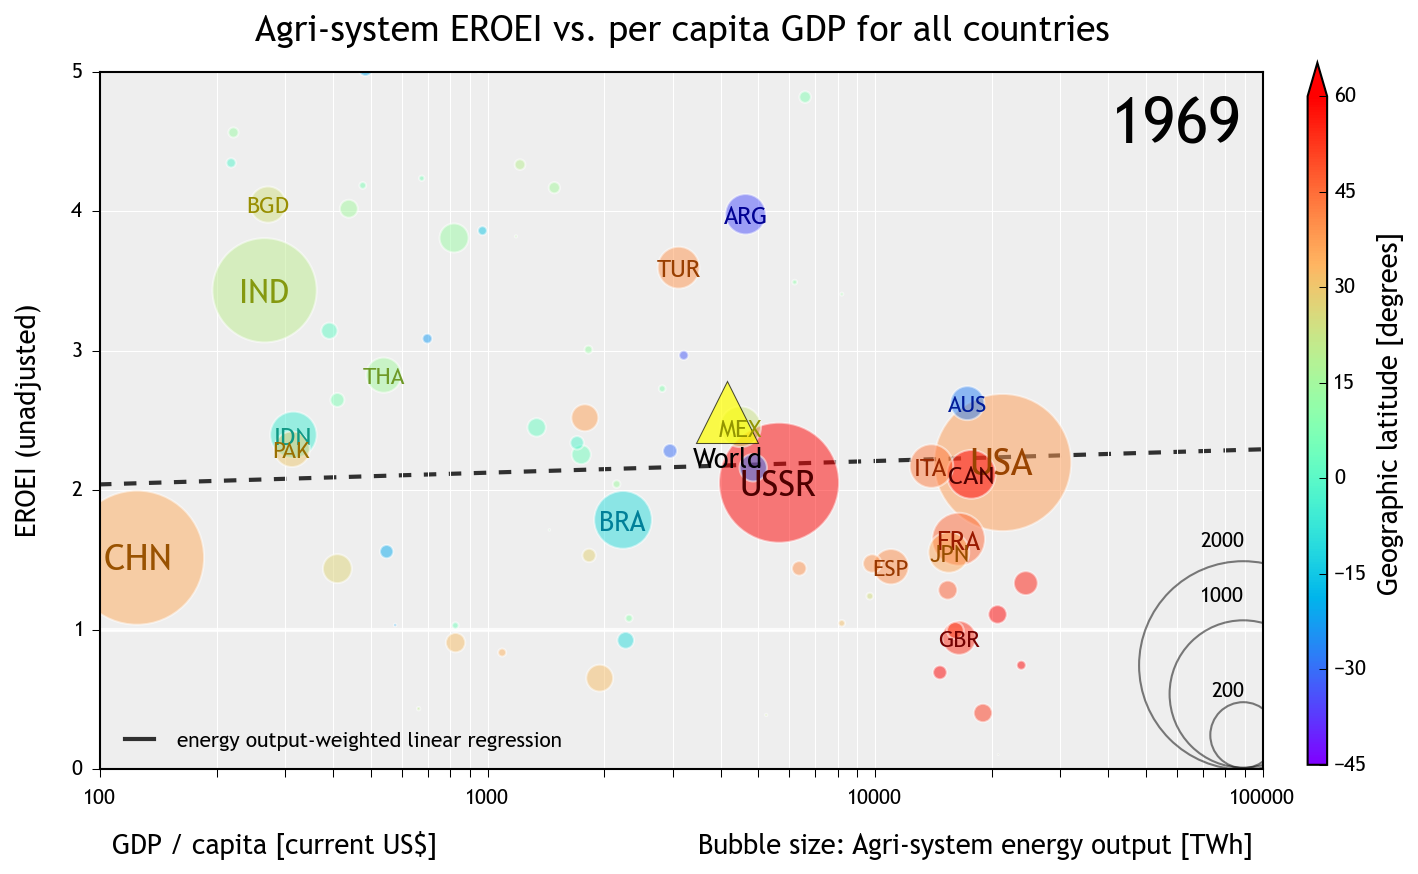 Agri-system EROEI vs. per capita GDP for all countries
1969
EROEI (unadjusted)
5
4
3
2
1
0
BGD
IND
THA
IDN
PAK
CHN
BRA
ARG
TUR
MEX
World
USSR
AUS
USA
ITA
CAN
FRA
JPN
ESP
GBR
2000
1000
200
energy output-weighted linear regression
100
1000
10000
100000
GDP / capita [current US$]
Bubble size: Agri-system energy output [TWh]
60
45
30
15
0
−15
−30
−45
Geographic latitude [degrees]